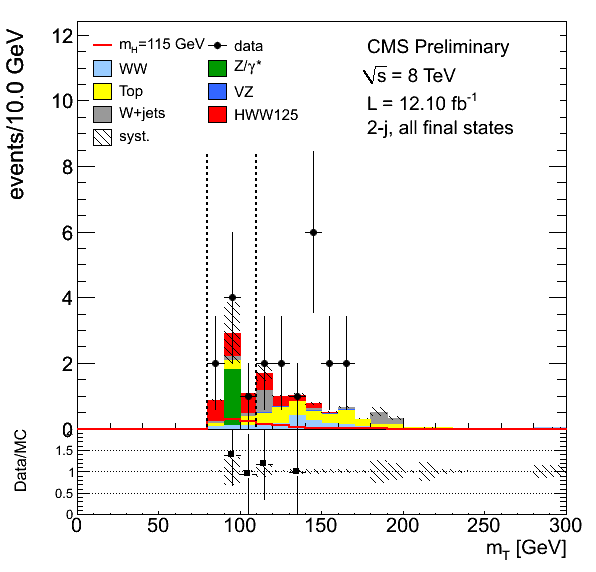 events/10.0 GeV
12
10
8
6
4
2
0
m_H=115 GeV
data
WW
Z/γ*
Top
VZ
W+jets
HWW125
syst.
CMS Preliminary
√s = 8 TeV
L = 12.10 fb⁻¹
2-j, all final states
Data/MC
1.5
1
0.5
0
0 50 100 150 200 250 300
m_T [GeV]